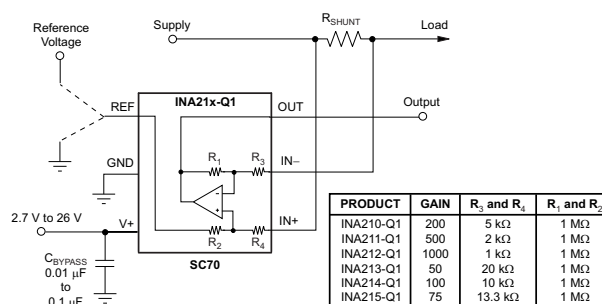 Reference
Voltage
Supply
R_SHUNT
Load
REF
INA21x-Q1
OUT
Output
GND
R1
R3
IN−
2.7 V to 26 V
V+
R2
R4
IN+
CBYPASS
0.01 µF
to
0.1 µF
SC70
PRODUCT GAIN R3 and R4 R1 and R2
INA210-Q1 200 5 kΩ 1 MΩ
INA211-Q1 500 2 kΩ 1 MΩ
INA212-Q1 1000 1 kΩ 1 MΩ
INA213-Q1 50 20 kΩ 1 MΩ
INA214-Q1 100 10 kΩ 1 MΩ
INA215-Q1 75 13.3 kΩ 1 MΩ